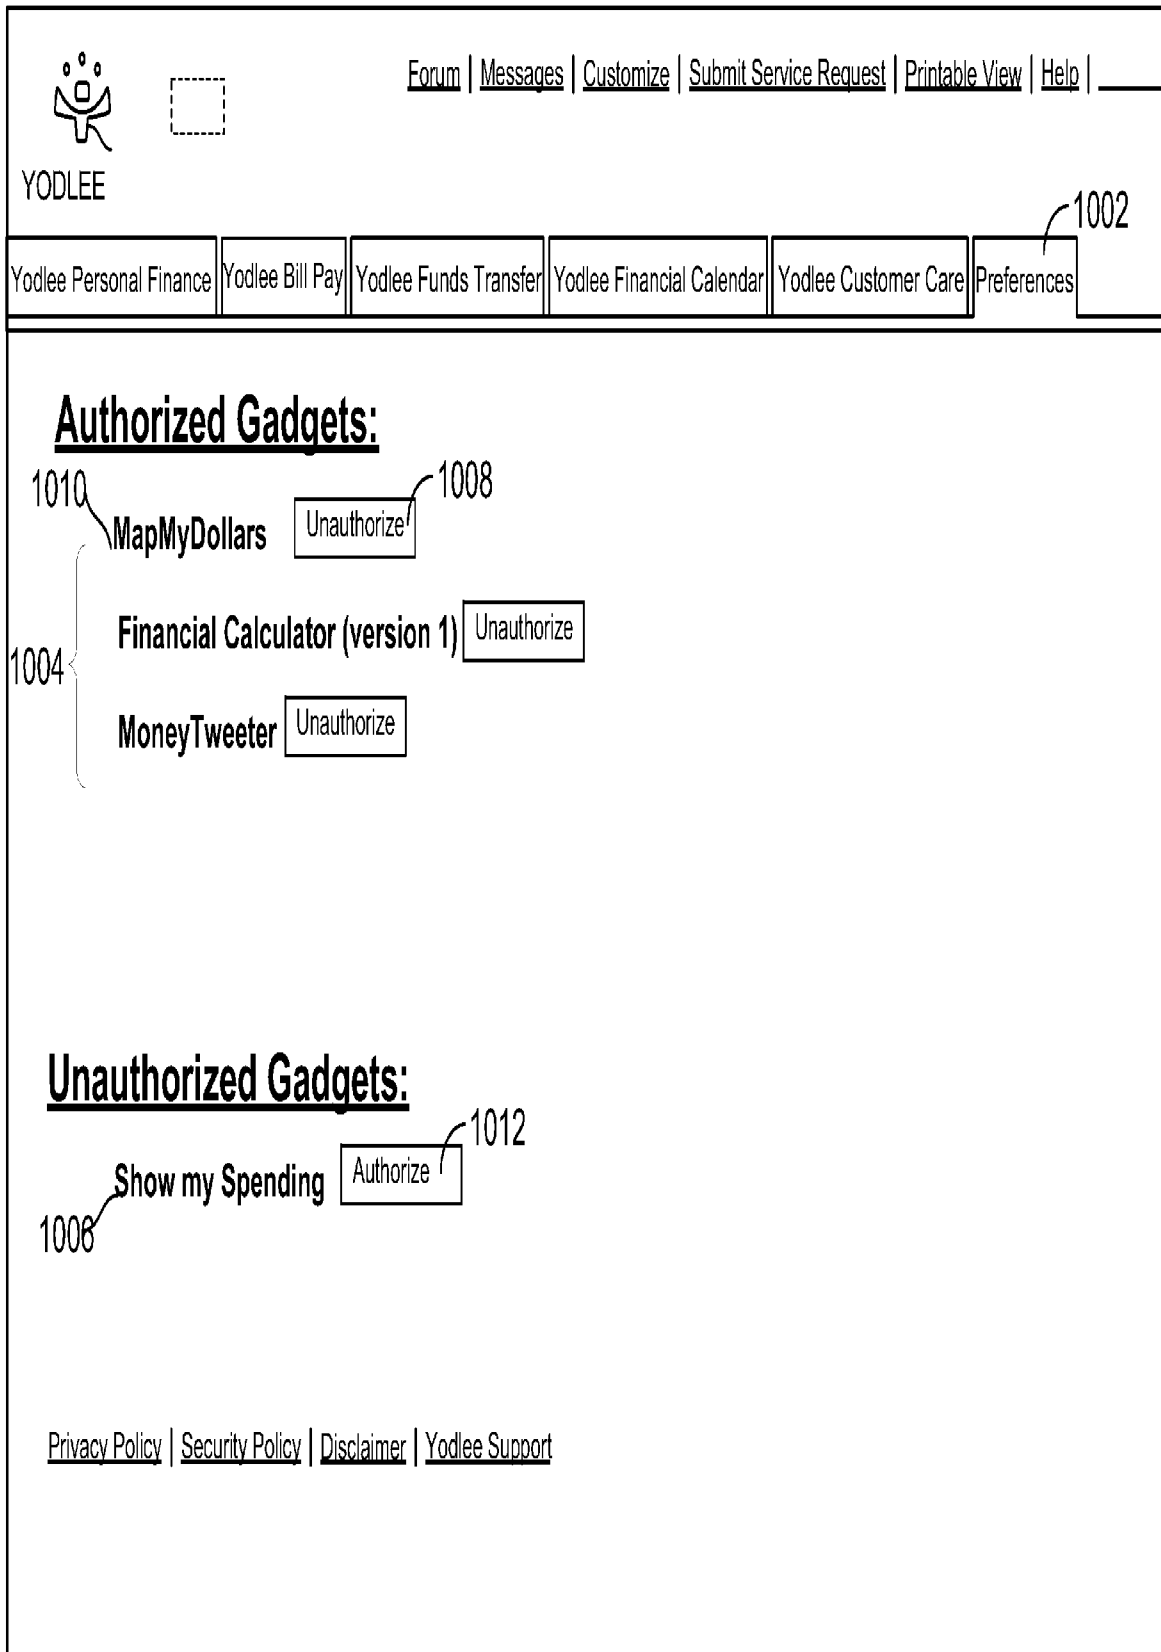 Forum | Messages | Customize | Submit Service Request | Printable View | Help |
YODLEE
1002
Yodlee Personal Finance Yodlee Bill Pay Yodlee Funds Transfer Yodlee Financial Calendar Yodlee Customer Care Preferences
Authorized Gadgets:
1010 1008
MapMyDollars Unauthorize
Financial Calculator (version 1) Unauthorize
1004
MoneyTweeter Unauthorize
Unauthorized Gadgets:
1012
Show my Spending Authorize
1006
Privacy Policy | Security Policy | Disclaimer | Yodlee Support